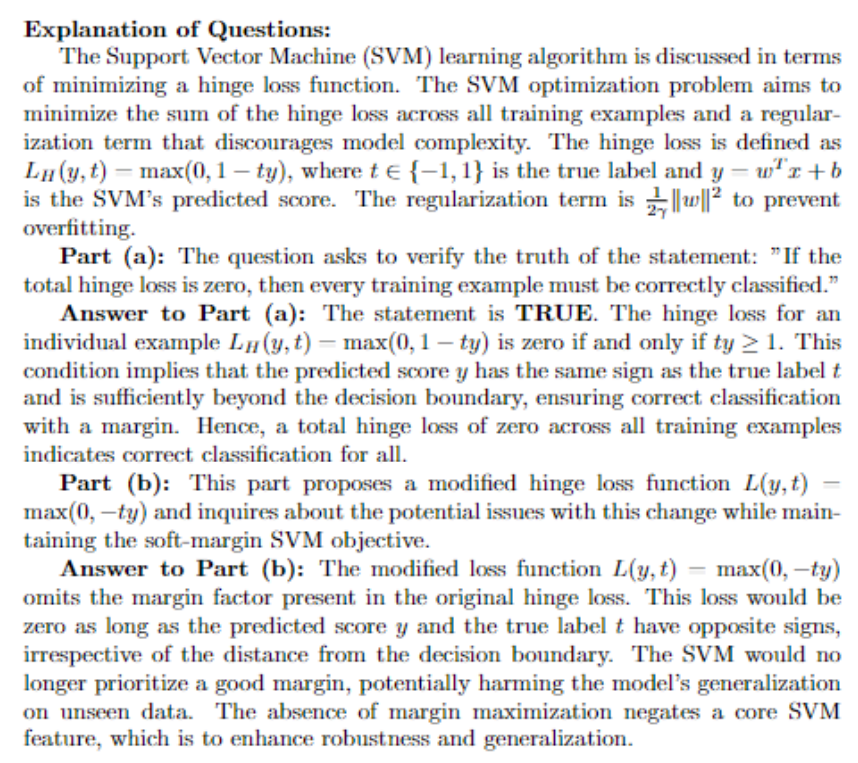 Explanation of Questions:
The Support Vector Machine (SVM) learning algorithm is discussed in terms
of minimizing a hinge loss function. The SVM optimization problem aims to
minimize the sum of the hinge loss across all training examples and a regular-
ization term that discourages model complexity. The hinge loss is defined as
L_H(y, t) = max(0, 1 − ty), where t ∈ {−1, 1} is the true label and y = w^T x + b
is the SVM's predicted score. The regularization term is 1/(2γ) ‖w‖² to prevent
overfitting.
Part (a): The question asks to verify the truth of the statement: ”If the
total hinge loss is zero, then every training example must be correctly classified.”
Answer to Part (a): The statement is TRUE. The hinge loss for an
individual example L_H(y, t) = max(0, 1 − ty) is zero if and only if ty ≥ 1. This
condition implies that the predicted score y has the same sign as the true label t
and is sufficiently beyond the decision boundary, ensuring correct classification
with a margin. Hence, a total hinge loss of zero across all training examples
indicates correct classification for all.
Part (b): This part proposes a modified hinge loss function L(y, t) =
max(0, −ty) and inquires about the potential issues with this change while main-
taining the soft-margin SVM objective.
Answer to Part (b): The modified loss function L(y, t) = max(0, −ty)
omits the margin factor present in the original hinge loss. This loss would be
zero as long as the predicted score y and the true label t have opposite signs,
irrespective of the distance from the decision boundary. The SVM would no
longer prioritize a good margin, potentially harming the model's generalization
on unseen data. The absence of margin maximization negates a core SVM
feature, which is to enhance robustness and generalization.